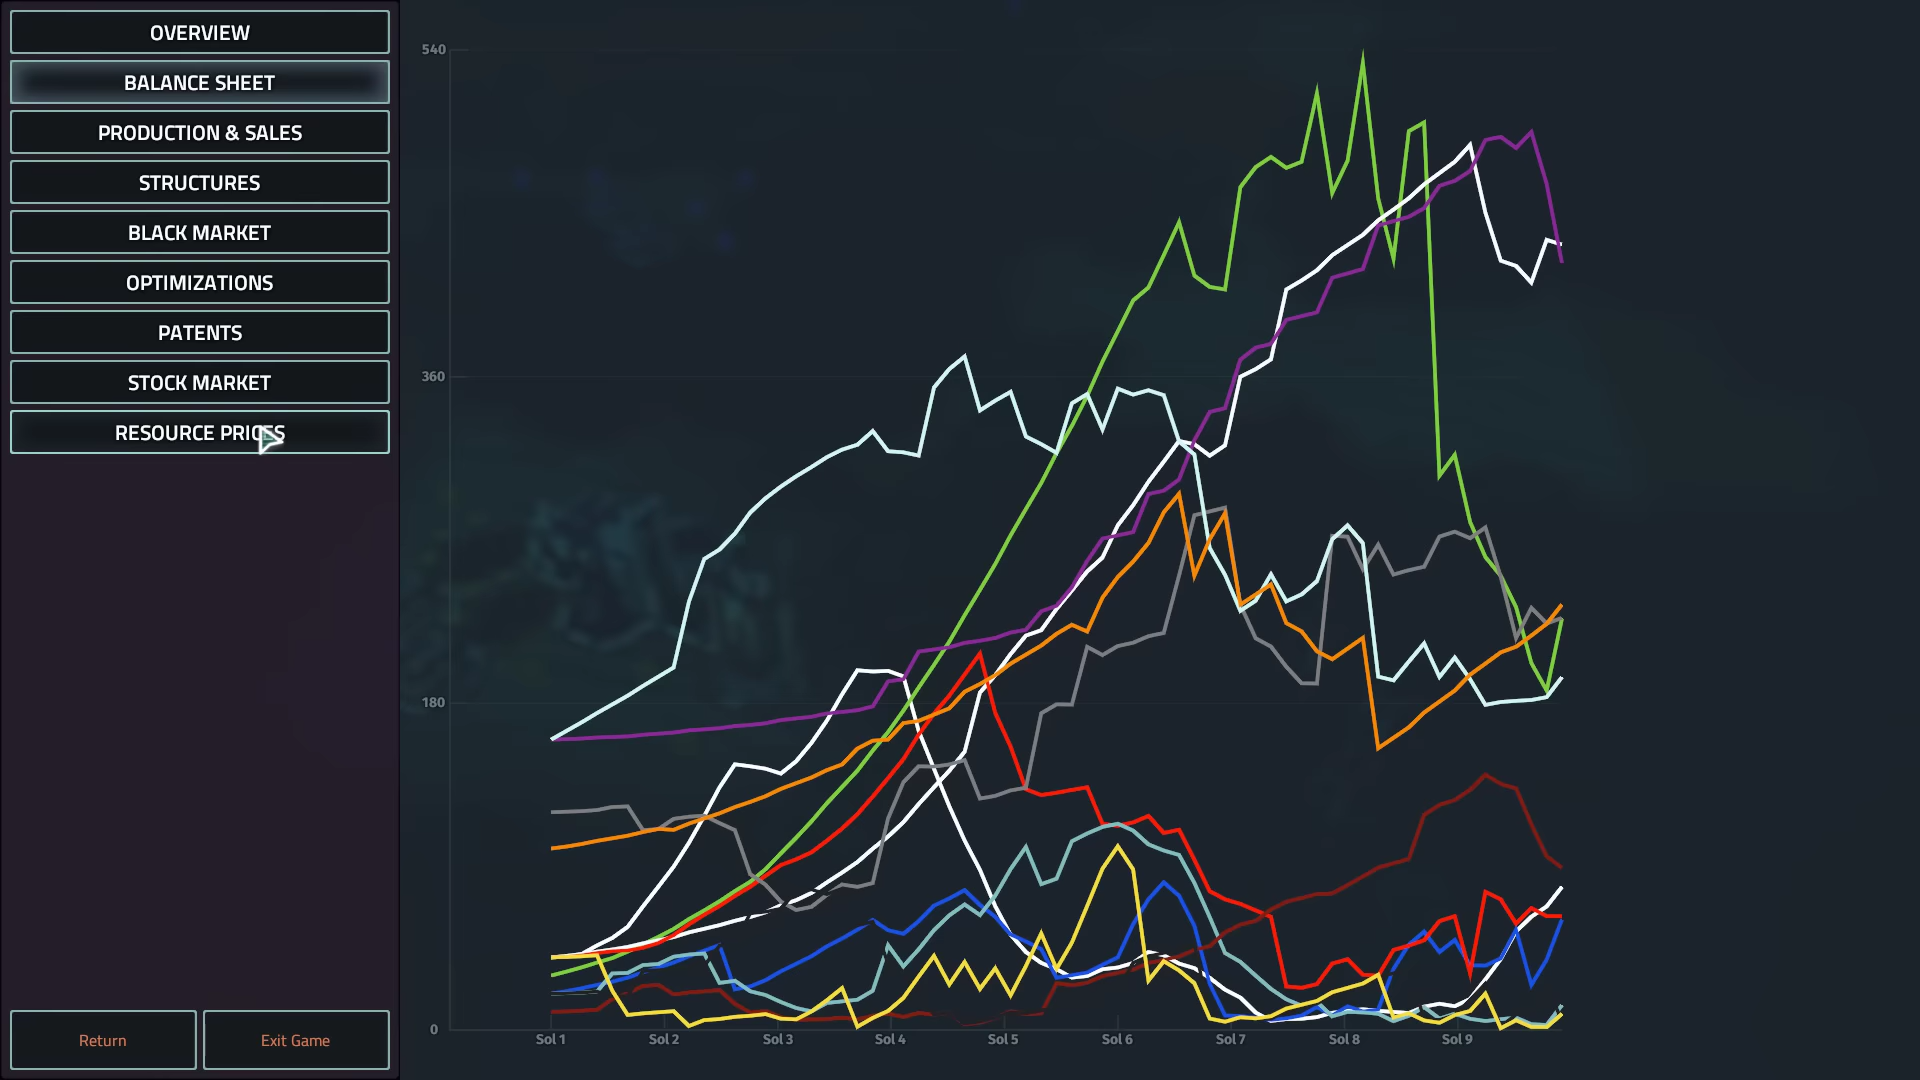 OVERVIEW
BALANCE SHEET
PRODUCTION & SALES
STRUCTURES
BLACK MARKET
OPTIMIZATIONS
PATENTS
STOCK MARKET
RESOURCE PRICES
Return
Exit Game
540
360
180
0
Sol 1
Sol 2
Sol 3
Sol 4
Sol 5
Sol 6
Sol 7
Sol 8
Sol 9